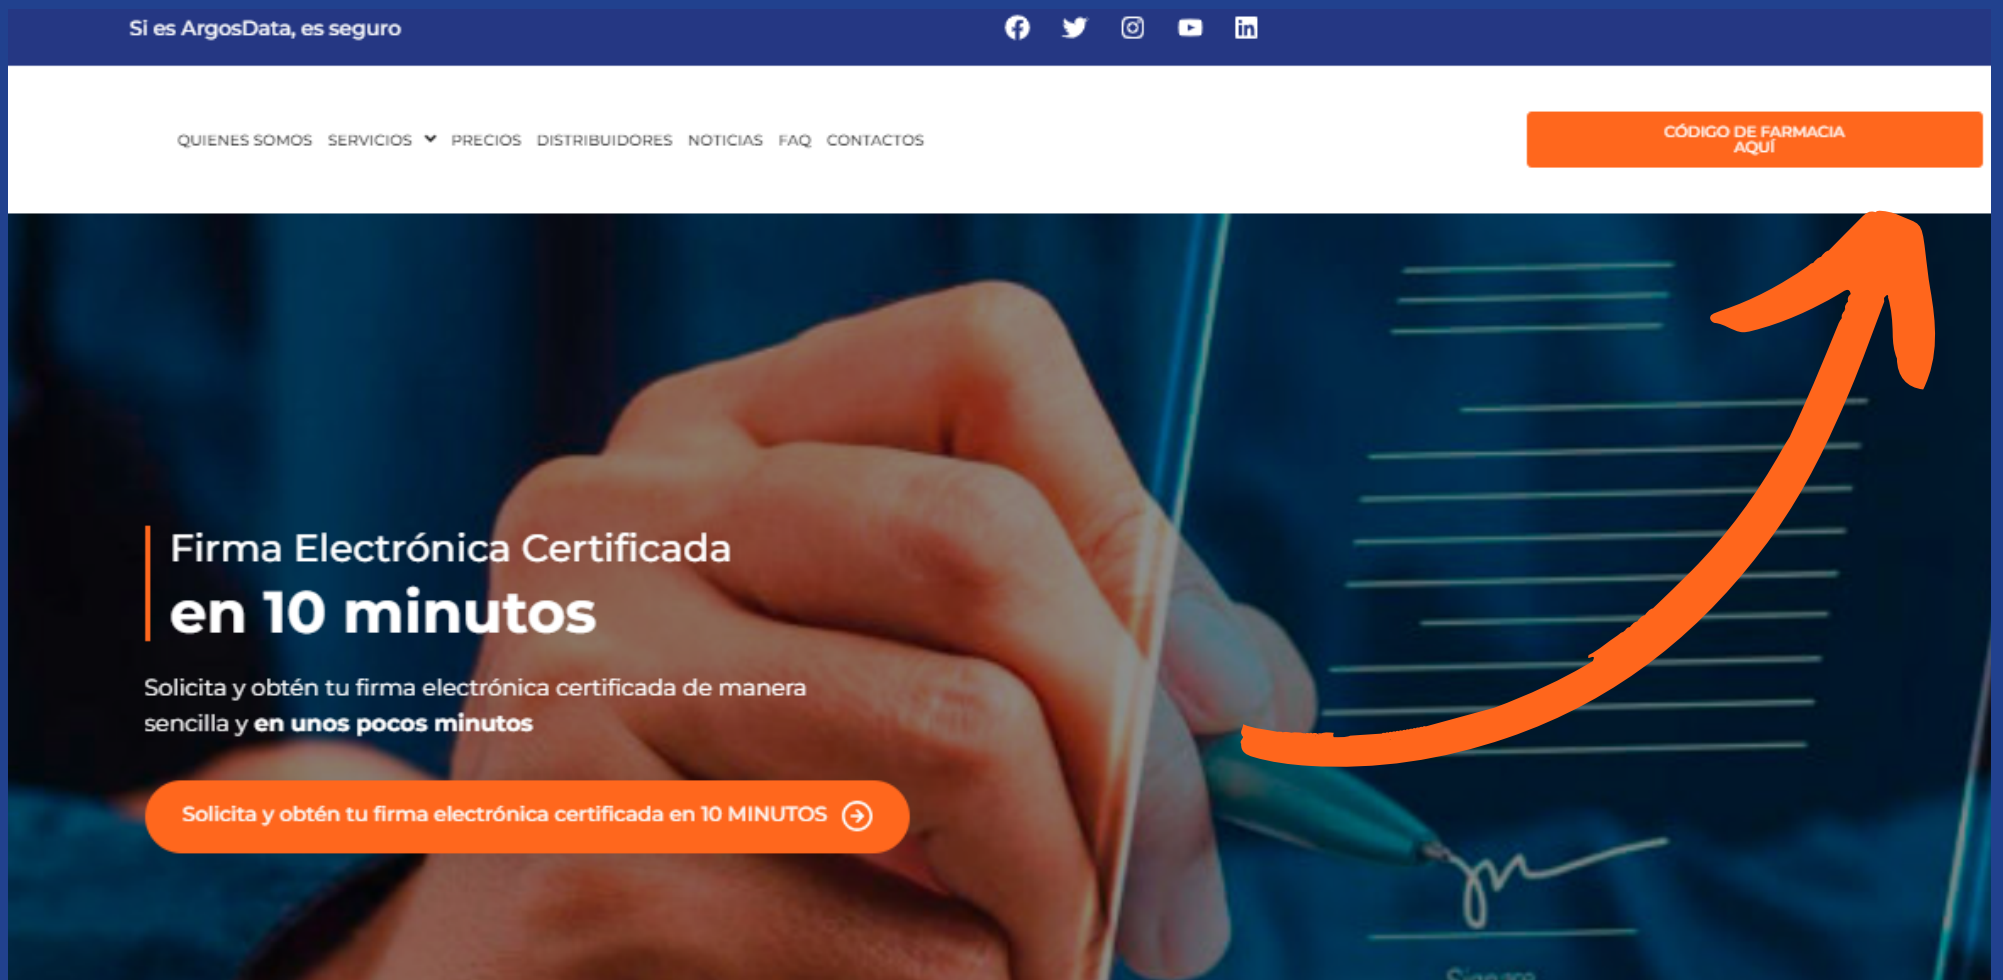 Si es ArgosData, es seguro
QUIENES SOMOS SERVICIOS PRECIOS DISTRIBUIDORES NOTICIAS FAQ CONTACTOS
CÓDIGO DE FARMACIA
AQUÍ
Firma Electrónica Certificada
en 10 minutos
Solicita y obtén tu firma electrónica certificada de manera
sencilla y en unos pocos minutos
Solicita y obtén tu firma electrónica certificada en 10 MINUTOS